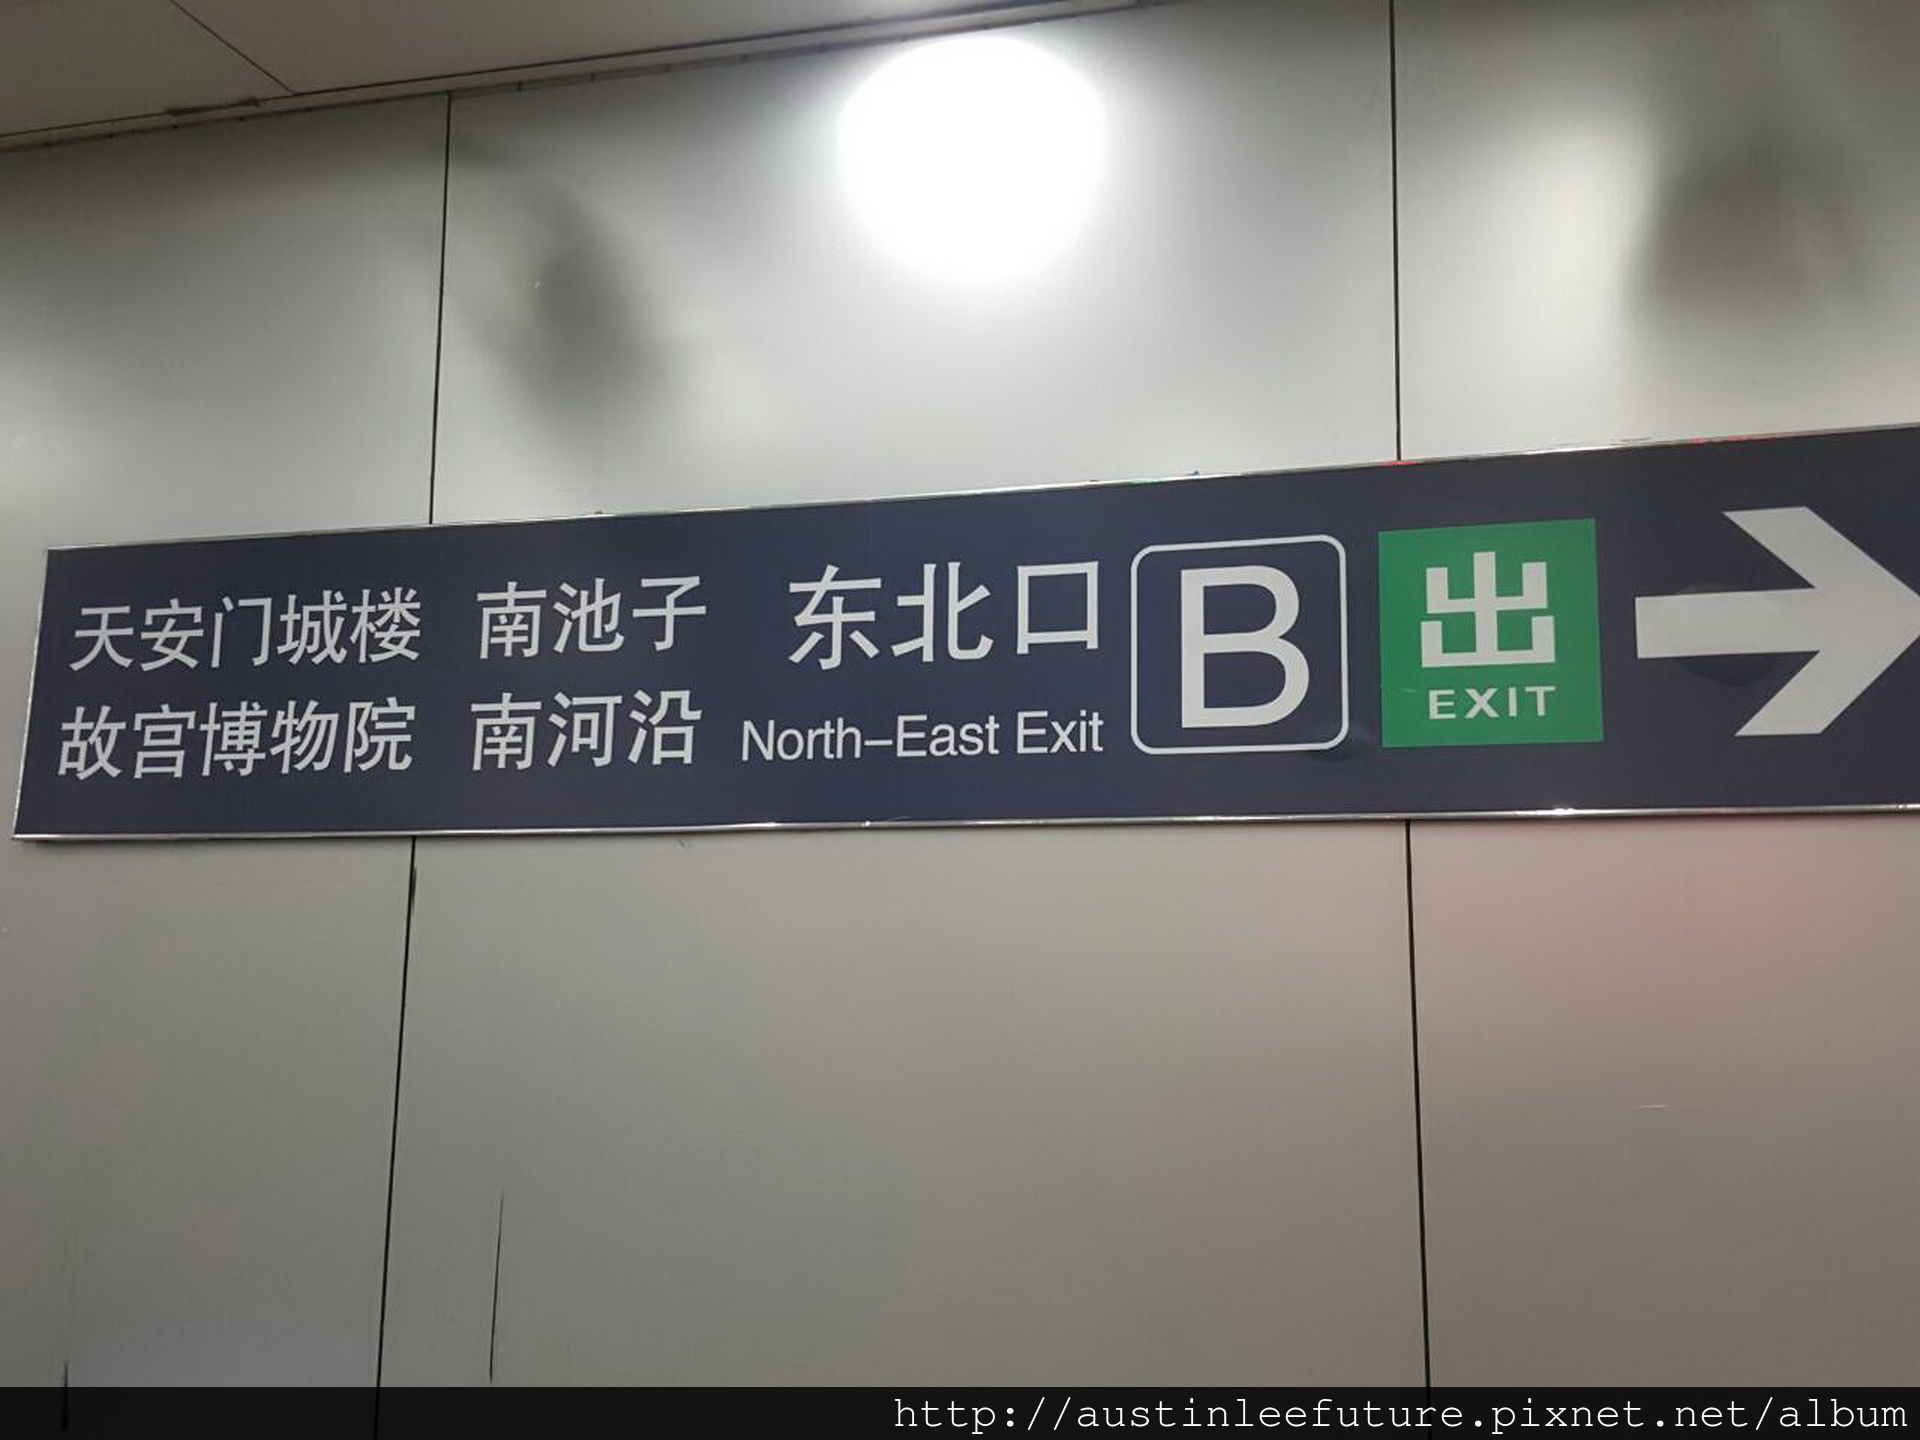 天安门城楼 南池子 东北口 B 出
故宫博物院 南河沿 North-East Exit EXIT
http://austinleefuture.pixnet.net/album